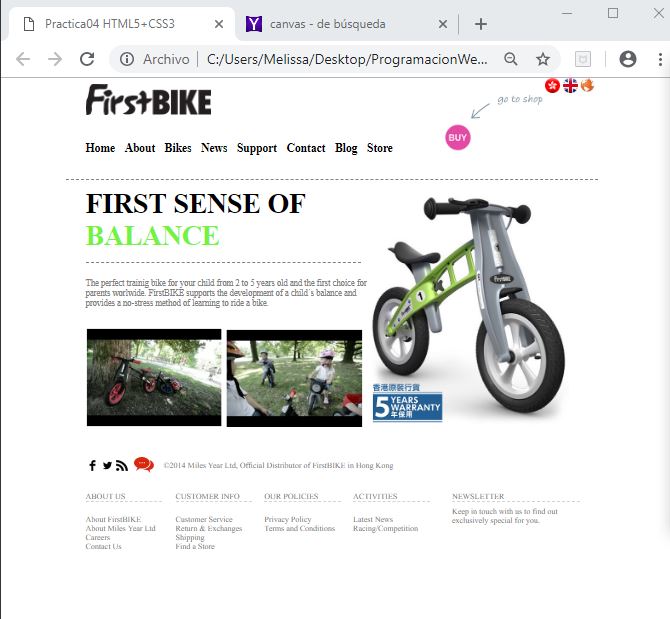 Practica04 HTML5+CSS3
canvas - de búsqueda
Archivo
C:/Users/Melissa/Desktop/ProgramacionWe...
FirstBIKE
go to shop
BUY
Home About Bikes News Support Contact Blog Store
FIRST SENSE OF
BALANCE
The perfect trainig bike for your child from 2 to 5 years old and the first choice for
parents worlwide. FirstBIKE supports the development of a child´s balance and
provides a no-stress method of learning to ride a bike.
FirstBIKE
1
香港原裝行貨
5 YEARS
WARRANTY
年保用
©2014 Miles Year Ltd, Official Distributor of FirstBIKE in Hong Kong
ABOUT US
About FirstBIKE
About Miles Year Ltd
Careers
Contact Us
CUSTOMER INFO
Customer Service
Return & Exchanges
Shipping
Find a Store
OUR POLICIES
Privacy Policy
Terms and Conditions
ACTIVITIES
Latest News
Racing/Competition
NEWSLETTER
Keep in touch with us to find out
exclusively special for you.